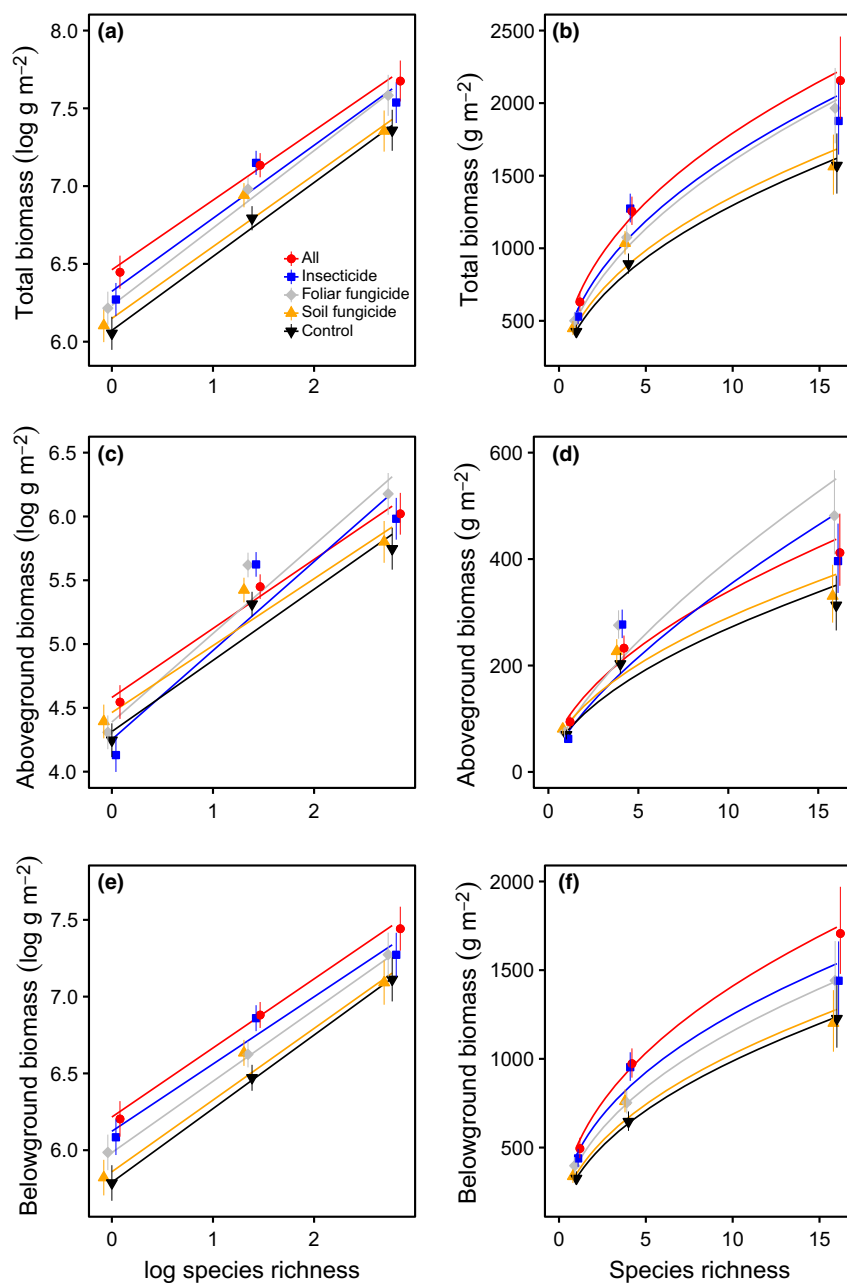 (a)
Total biomass (log g m−2)
8.0
7.5
7.0
6.5
6.0
0
1
2
All
Insecticide
Foliar fungicide
Soil fungicide
Control
(b)
Total biomass (g m−2)
2500
2000
1500
1000
500
0
5
10
15
(c)
Aboveground biomass (log g m−2)
6.5
6.0
5.5
5.0
4.5
4.0
0
1
2
(d)
Aboveground biomass (g m−2)
600
400
200
0
0
5
10
15
(e)
Belowground biomass (log g m−2)
7.5
7.0
6.5
6.0
0
1
2
log species richness
(f)
Belowground biomass (g m−2)
2000
1500
1000
500
0
5
10
15
Species richness